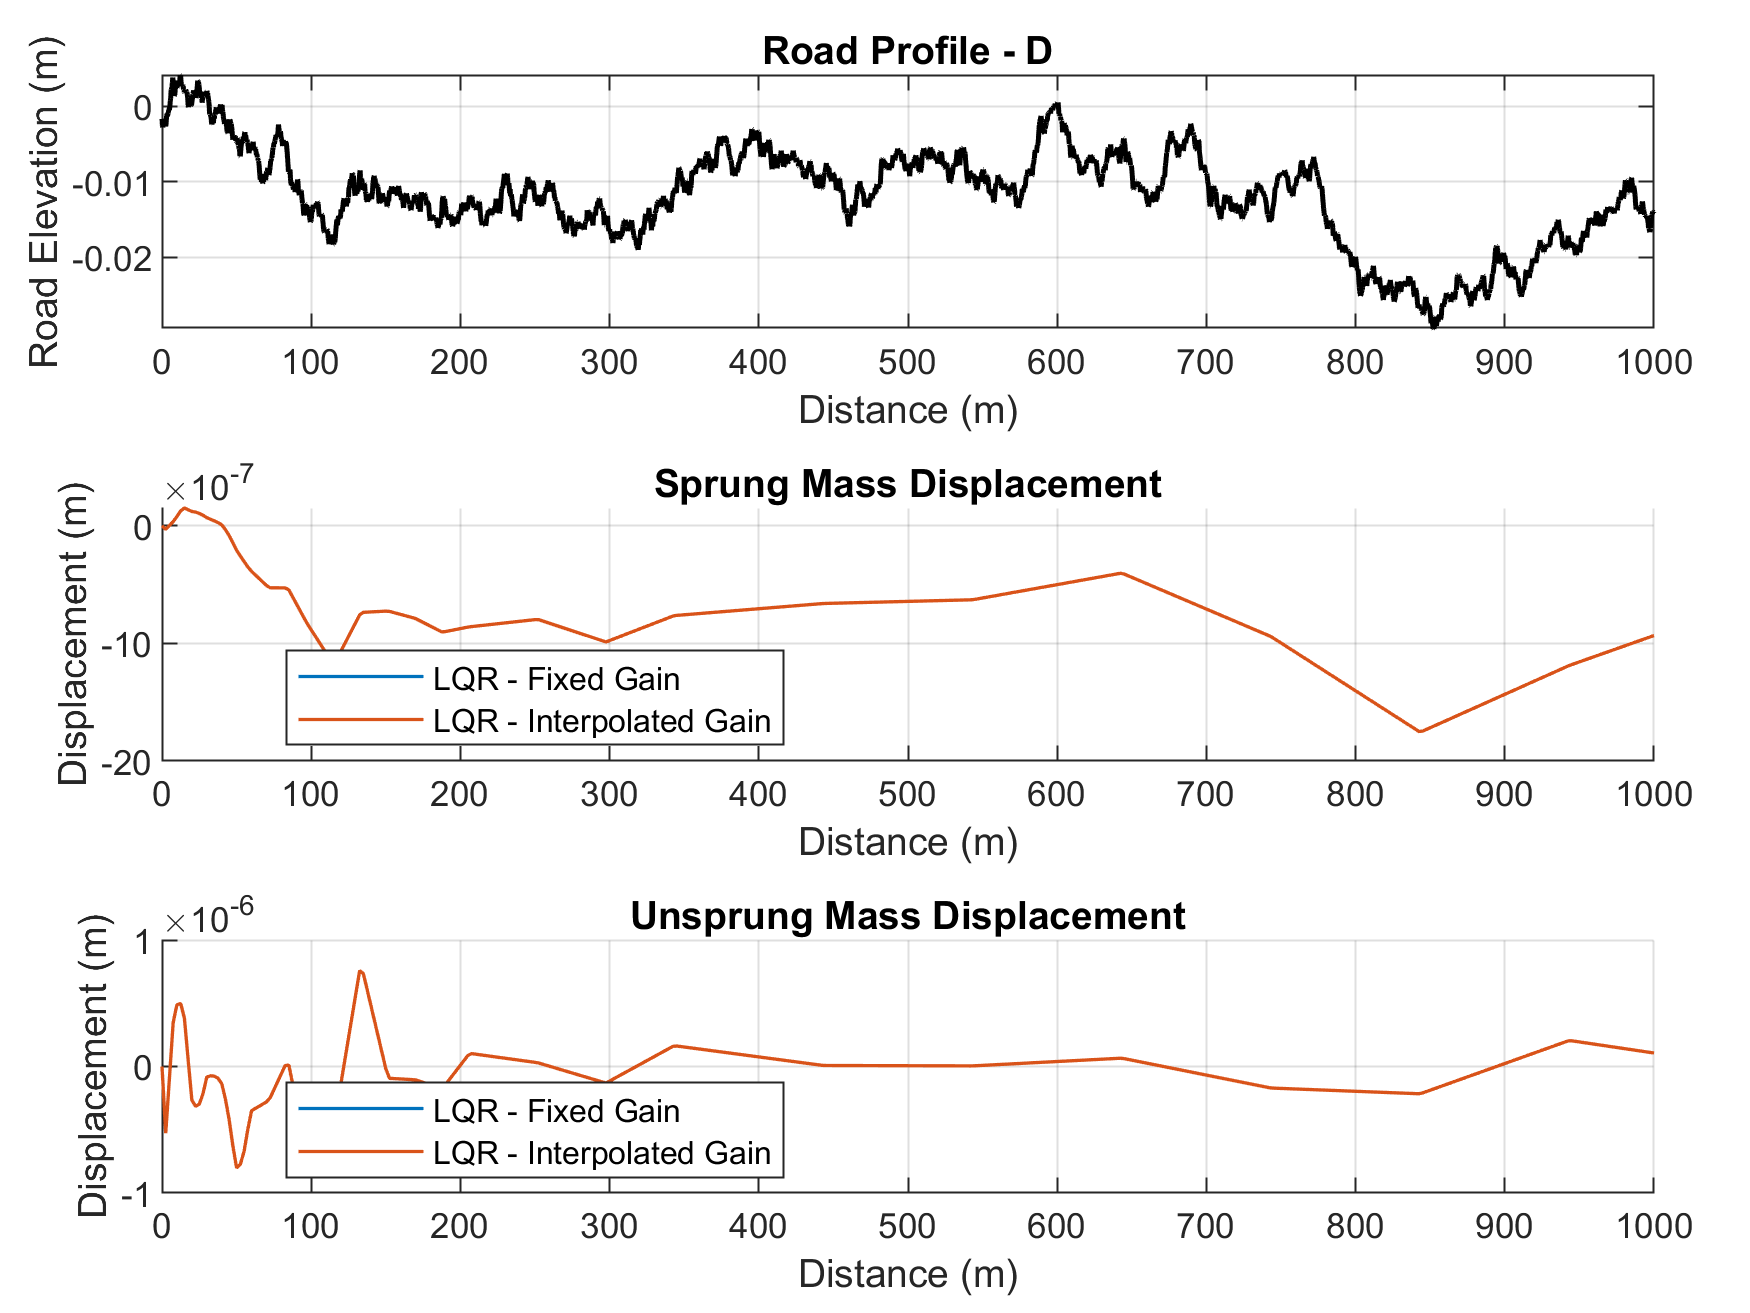 Road Profile - D
Road Elevation (m)
0
-0.01
-0.02
0 100 200 300 400 500 600 700 800 900 1000
Distance (m)
Sprung Mass Displacement
×10-7
Displacement (m)
0
-10
-20
LQR - Fixed Gain
LQR - Interpolated Gain
0 100 200 300 400 500 600 700 800 900 1000
Distance (m)
Unsprung Mass Displacement
×10-6
Displacement (m)
1
0
-1
LQR - Fixed Gain
LQR - Interpolated Gain
0 100 200 300 400 500 600 700 800 900 1000
Distance (m)